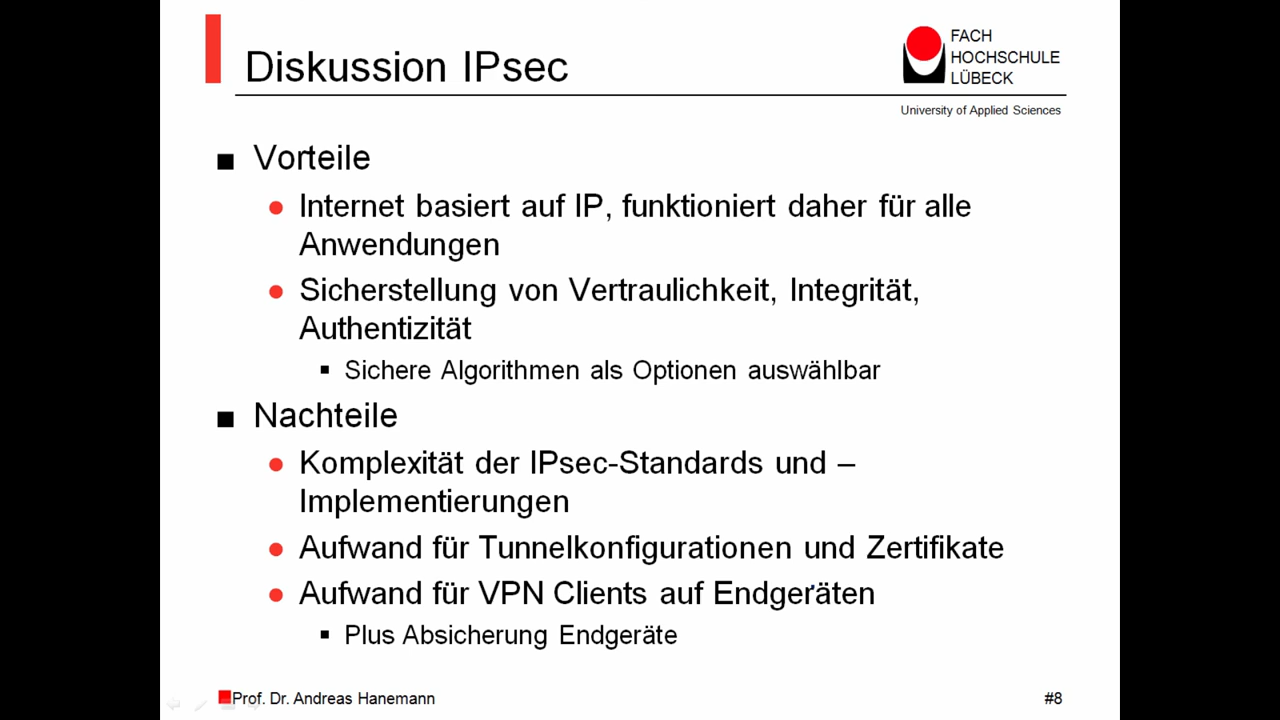 Diskussion IPsec
FACH
HOCHSCHULE
LÜBECK
University of Applied Sciences
Vorteile
Internet basiert auf IP, funktioniert daher für alle
Anwendungen
Sicherstellung von Vertraulichkeit, Integrität,
Authentizität
Sichere Algorithmen als Optionen auswählbar
Nachteile
Komplexität der IPsec-Standards und –
Implementierungen
Aufwand für Tunnelkonfigurationen und Zertifikate
Aufwand für VPN Clients auf Endgeräten
Plus Absicherung Endgeräte
Prof. Dr. Andreas Hanemann
#8